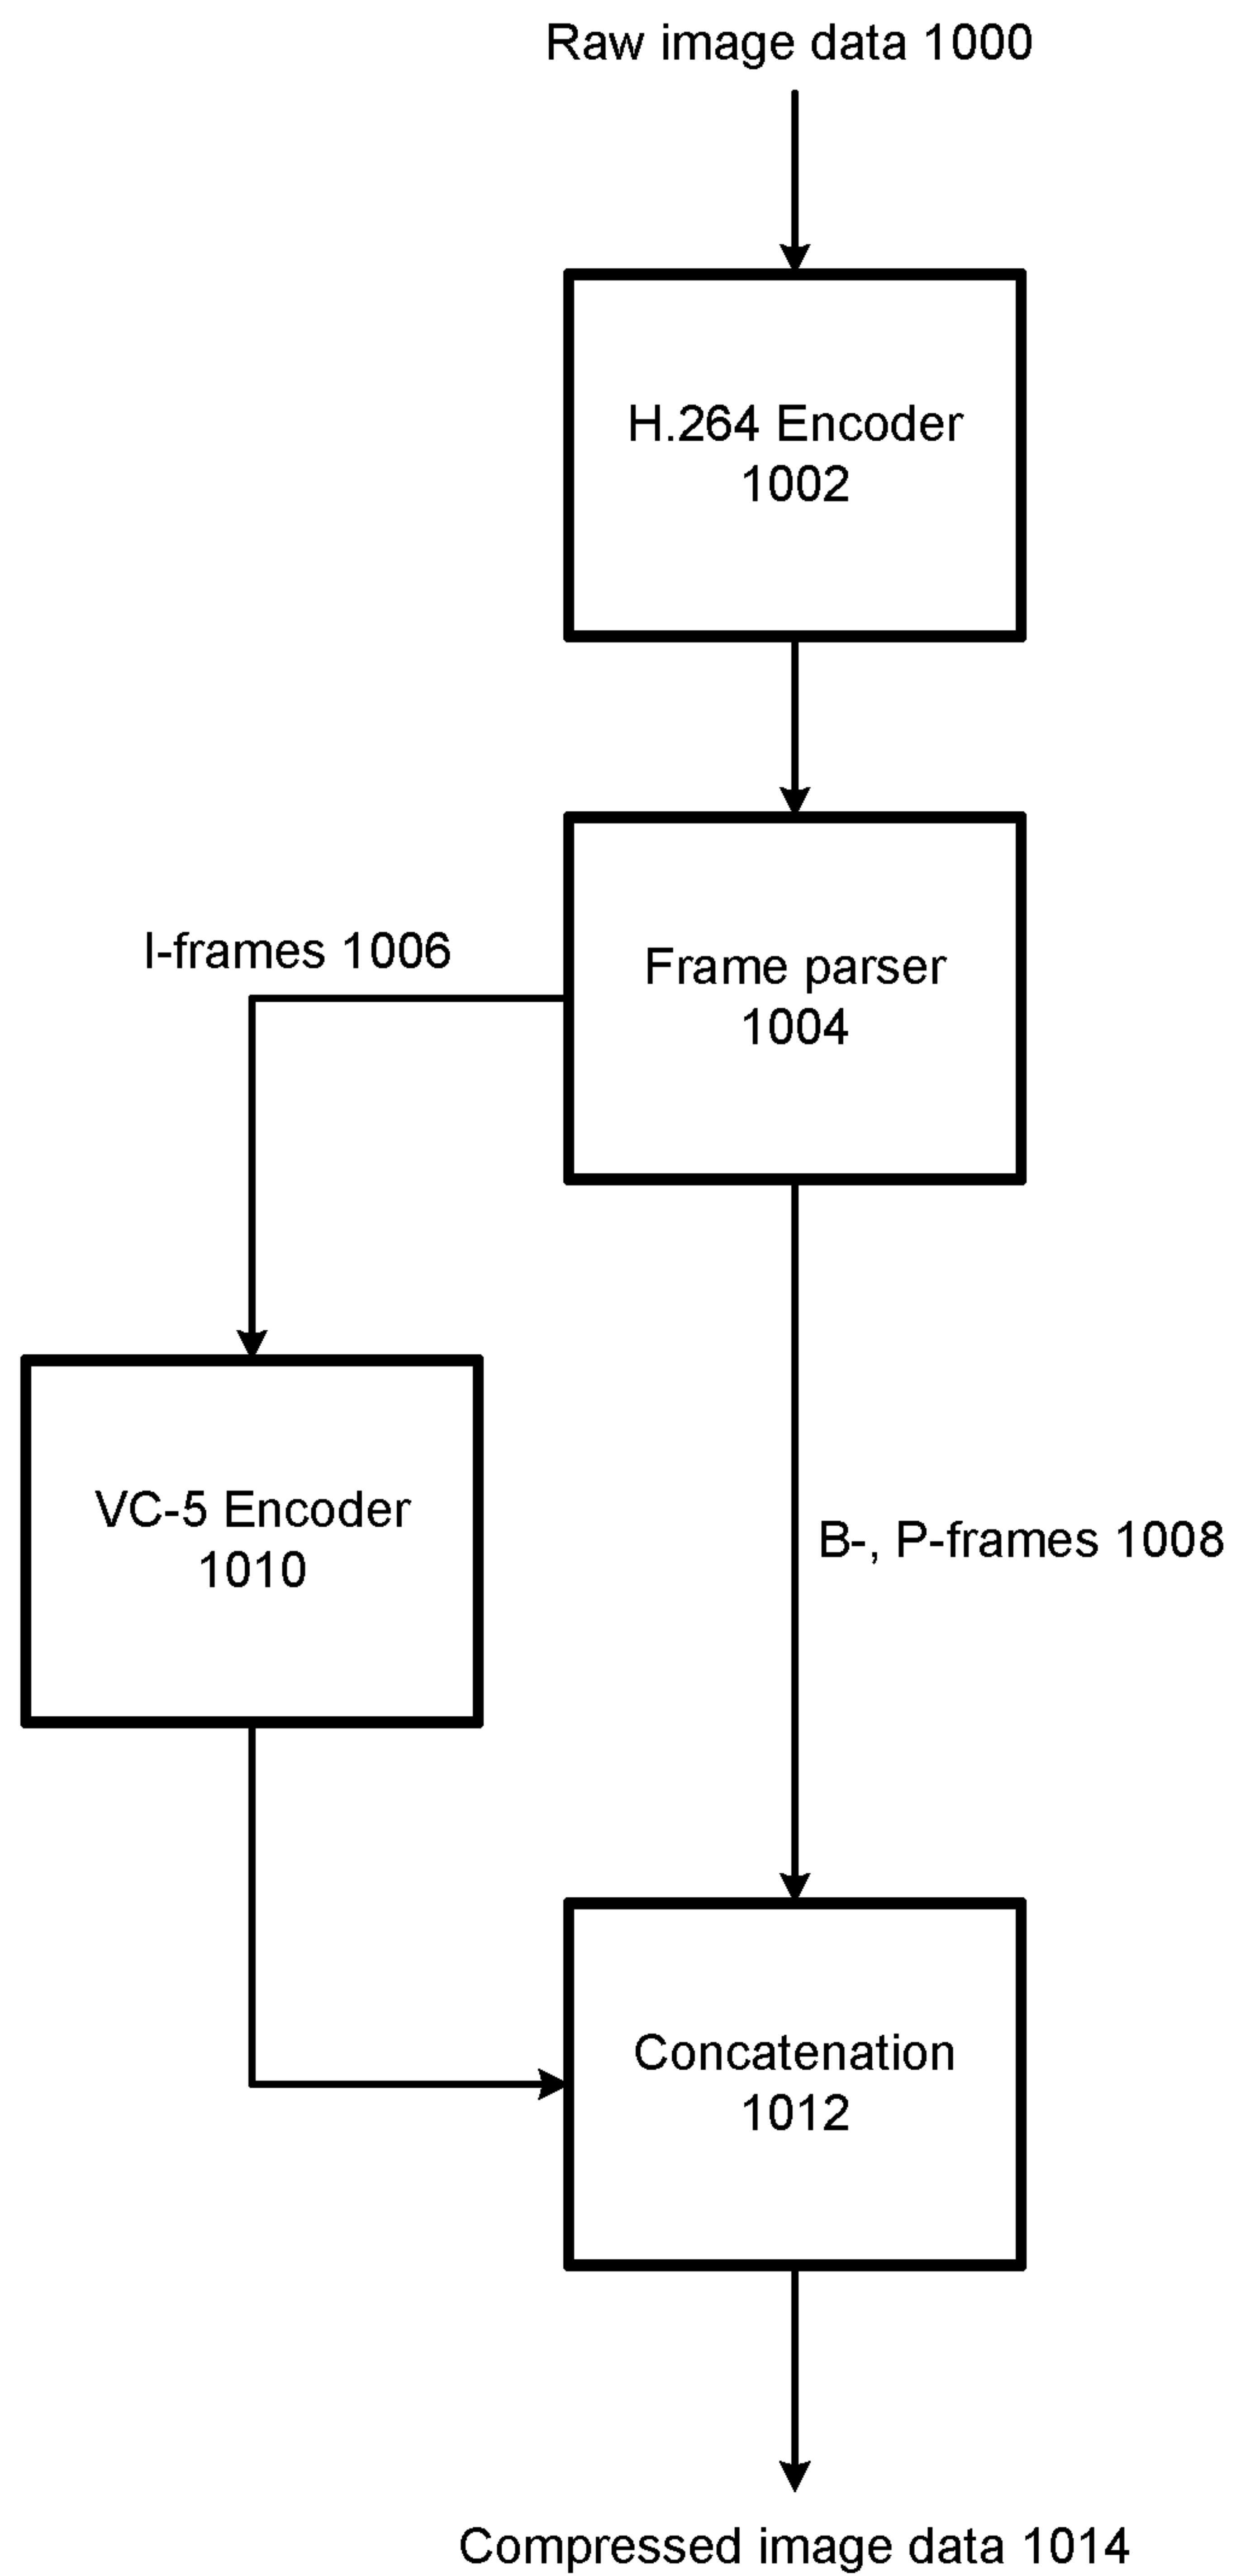 Raw image data 1000
H.264 Encoder
1002
I-frames 1006
Frame parser
1004
VC-5 Encoder
1010
B-, P-frames 1008
Concatenation
1012
Compressed image data 1014